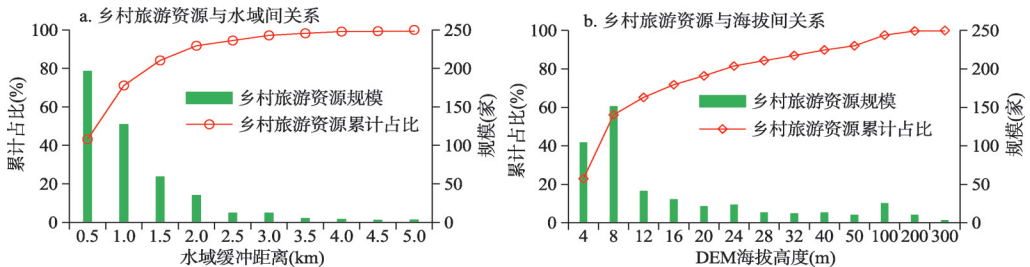 a. 乡村旅游资源与水域间关系
100
80
60
40
20
0
累计占比(%)
250
200
150
100
50
0
规模(家)
乡村旅游资源规模
乡村旅游资源累计占比
0.5 1.0 1.5 2.0 2.5 3.0 3.5 4.0 4.5 5.0
水域缓冲距离(km)
b. 乡村旅游资源与海拔间关系
100
80
60
40
20
0
累计占比(%)
250
200
150
100
50
0
规模(家)
乡村旅游资源规模
乡村旅游资源累计占比
4 8 12 16 20 24 28 32 40 50 100 200 300
DEM海拔高度(m)